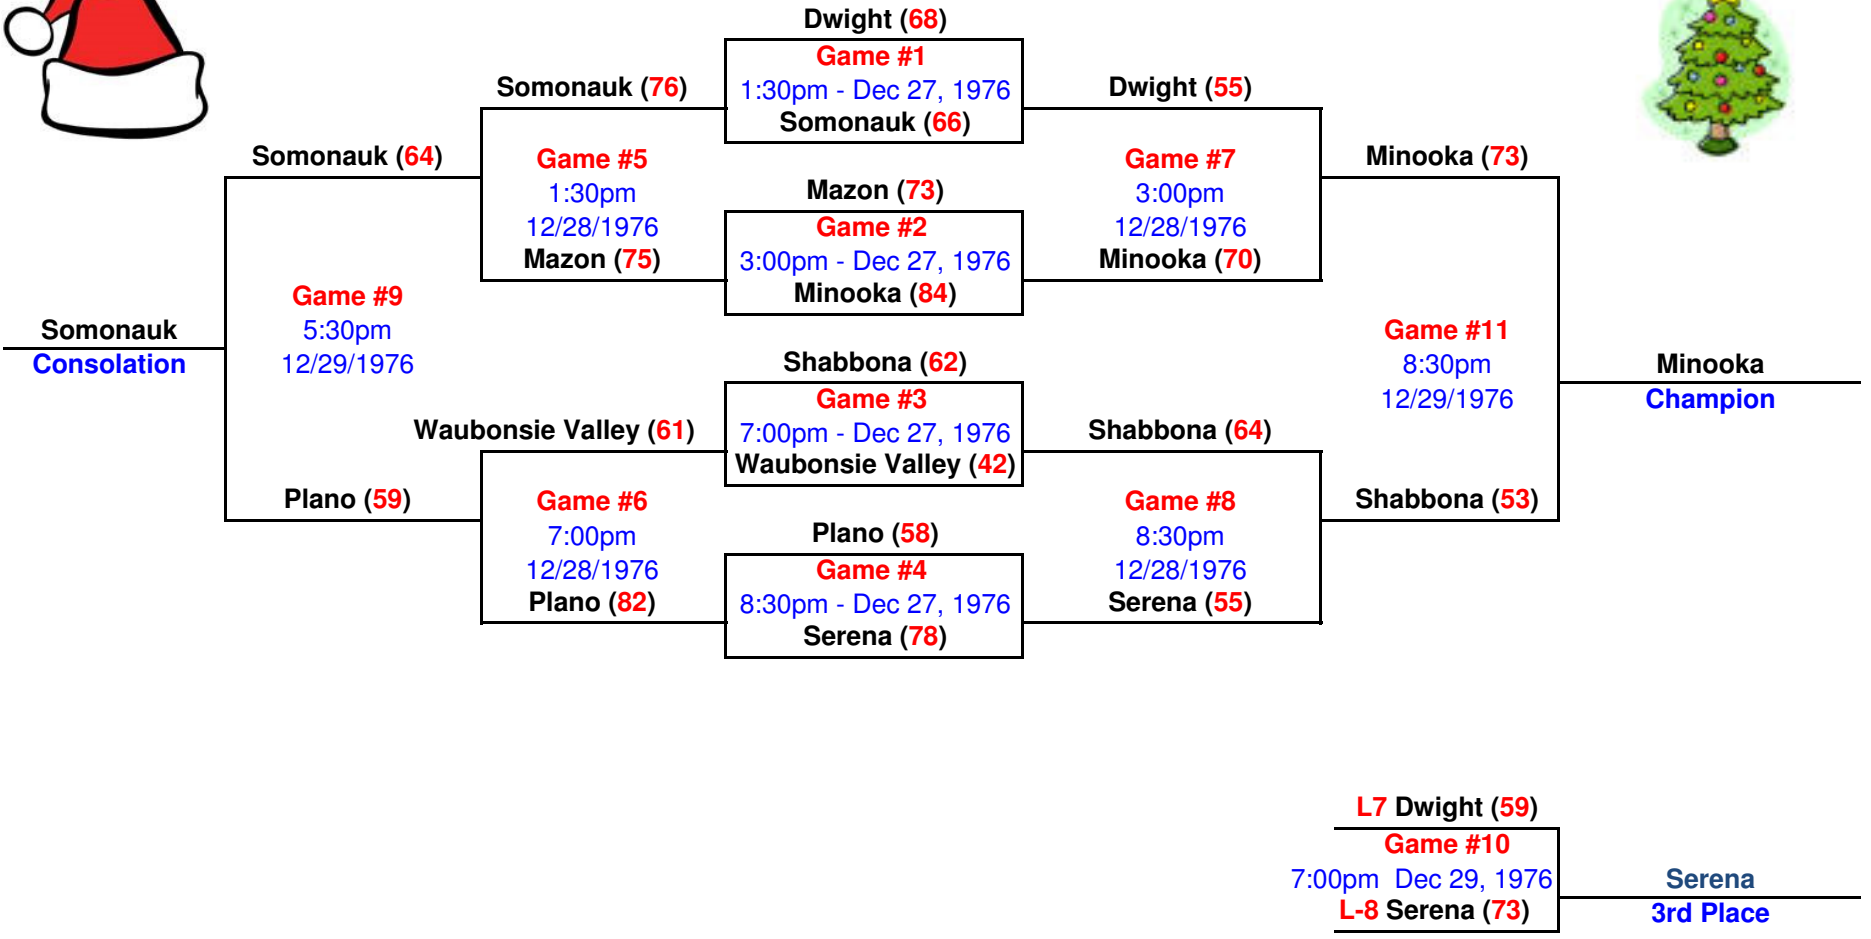 Dwight (68)
Game #1
1:30pm - Dec 27, 1976
Somonauk (66)
Somonauk (76)
Dwight (55)
Somonauk (64)
Game #5
1:30pm
12/28/1976
Mazon (75)
Mazon (73)
Game #2
3:00pm - Dec 27, 1976
Minooka (84)
Game #7
3:00pm
12/28/1976
Minooka (70)
Minooka (73)
Game #9
5:30pm
12/29/1976
Somonauk
Consolation
Shabbona (62)
Game #3
7:00pm - Dec 27, 1976
Waubonsie Valley (42)
Game #11
8:30pm
12/29/1976
Minooka
Champion
Waubonsie Valley (61)
Shabbona (64)
Plano (59)
Game #6
7:00pm
12/28/1976
Plano (82)
Plano (58)
Game #4
8:30pm - Dec 27, 1976
Serena (78)
Game #8
8:30pm
12/28/1976
Serena (55)
Shabbona (53)
L7 Dwight (59)
Game #10
7:00pm Dec 29, 1976
L-8 Serena (73)
Serena
3rd Place